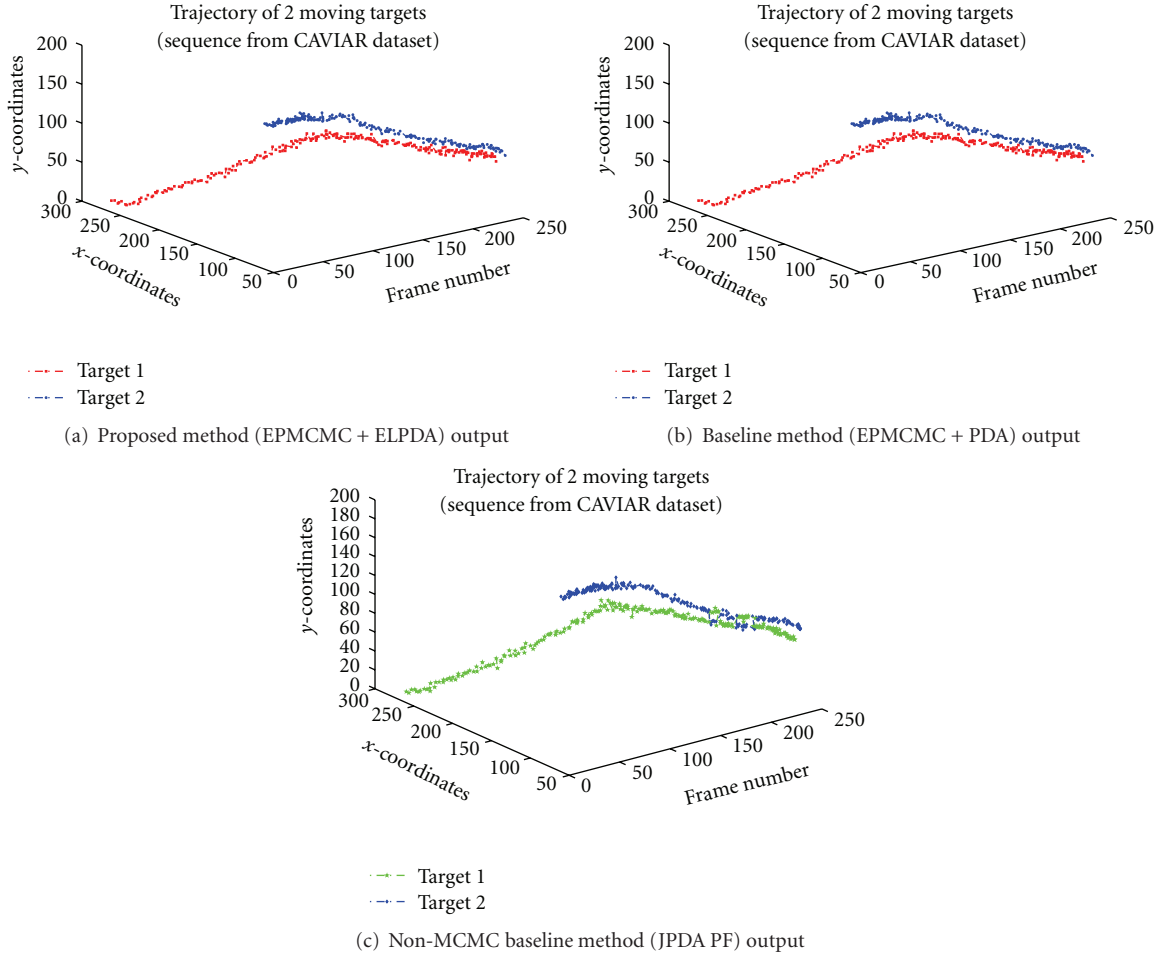 Trajectory of 2 moving targets
(sequence from CAVIAR dataset)
200
150
100
50
0
y-coordinates
300
250
200
150
100
50
x-coordinates
0
50
100
150
200
250
Frame number
Target 1
Target 2
(a) Proposed method (EPMCMC + ELPDA) output
Trajectory of 2 moving targets
(sequence from CAVIAR dataset)
200
150
100
50
0
y-coordinates
300
250
200
150
100
50
x-coordinates
0
50
100
150
200
250
Frame number
Target 1
Target 2
(b) Baseline method (EPMCMC + PDA) output
Trajectory of 2 moving targets
(sequence from CAVIAR dataset)
200
180
160
140
120
100
80
60
40
20
0
y-coordinates
300
250
200
150
100
50
x-coordinates
0
50
100
150
200
250
Frame number
Target 1
Target 2
(c) Non-MCMC baseline method (JPDA PF) output